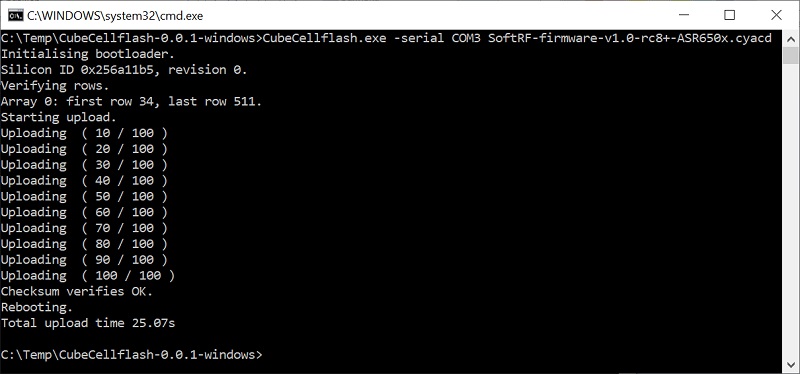 C:\WINDOWS\system32\cmd.exe
C:\Temp\CubeCellflash-0.0.1-windows>CubeCellflash.exe -serial COM3 SoftRF-firmware-v1.0-rc8+-ASR650x.cyacd
Initialising bootloader.
Silicon ID 0x256a11b5, revision 0.
Verifying rows.
Array 0: first row 34, last row 511.
Starting upload.
Uploading  ( 10 / 100 )
Uploading  ( 20 / 100 )
Uploading  ( 30 / 100 )
Uploading  ( 40 / 100 )
Uploading  ( 50 / 100 )
Uploading  ( 60 / 100 )
Uploading  ( 70 / 100 )
Uploading  ( 80 / 100 )
Uploading  ( 90 / 100 )
Uploading  ( 100 / 100 )
Checksum verifies OK.
Rebooting.
Total upload time 25.07s
C:\Temp\CubeCellflash-0.0.1-windows>